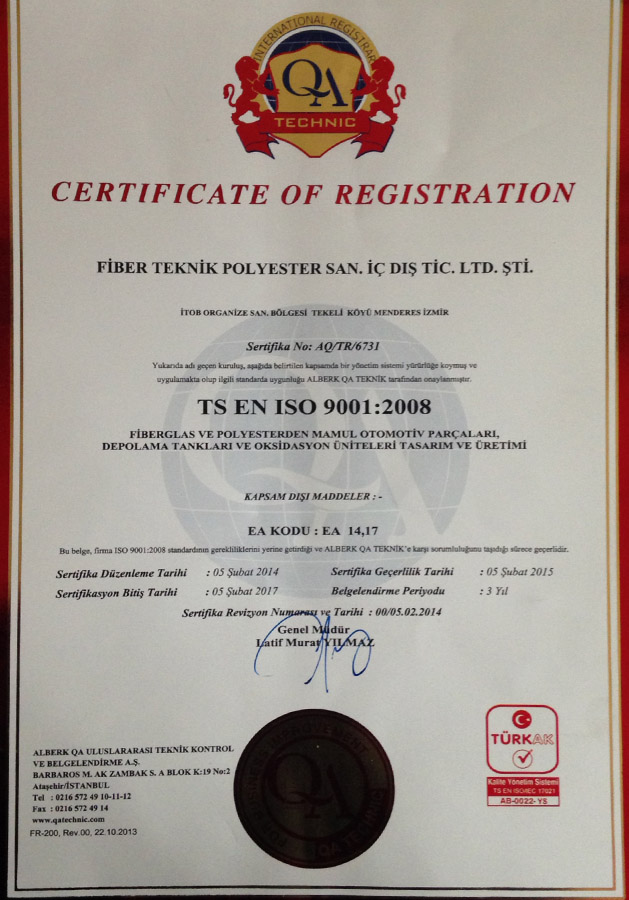 INTERNATIONAL REGISTRAR
QA
TECHNIC
CERTIFICATE OF REGISTRATION
FİBER TEKNİK POLYESTER SAN. İÇ DIŞ TİC. LTD. ŞTİ.
İTOB ORGANİZE SAN. BÖLGESİ TEKELİ KÖYÜ MENDERES İZMİR
Sertifika No: AQ/TR/6731
Yukarıda adı geçen kuruluş, aşağıda belirtilen kapsamda bir yönetim sistemi yürürlüğe koymuş ve
uygulamakta olup ilgili standarda uygunluğu ALBERK QA TEKNİK tarafından onaylanmıştır.
TS EN ISO 9001:2008
FİBERGLAS VE POLYESTERDEN MAMUL OTOMOTİV PARÇALARI,
DEPOLAMA TANKLARI VE OKSİDASYON ÜNİTELERİ TASARIM VE ÜRETİMİ
KAPSAM DIŞI MADDELER : -
EA KODU : EA 14,17
Bu belge, firma ISO 9001:2008 standardının gerekliliklerini yerine getirdiği ve ALBERK QA TEKNİK'e karşı sorumluluğunu taşıdığı sürece geçerlidir.
Sertifika Düzenleme Tarihi : 05 Şubat 2014 Sertifika Geçerlilik Tarihi : 05 Şubat 2015
Sertifikasyon Bitiş Tarihi : 05 Şubat 2017 Belgelendirme Periyodu : 3 Yıl
Sertifika Revizyon Numarası ve Tarihi : 00/05.02.2014
Genel Müdür
Latif Murat YILMAZ
ALBERK QA ULUSLARARASI TEKNİK KONTROL
VE BELGELENDİRME A.Ş.
BARBAROS M. AK ZAMBAK S. A BLOK K:19 No:2
Ataşehir/İSTANBUL
Tel : 0216 572 49 10-11-12
Fax : 0216 572 49 14
www.qatechnic.com
FR-200, Rev.00, 22.10.2013
QA
TÜRKAK
Kalite Yönetim Sistemi
TS EN ISO/IEC 17021
AB-0022-YS